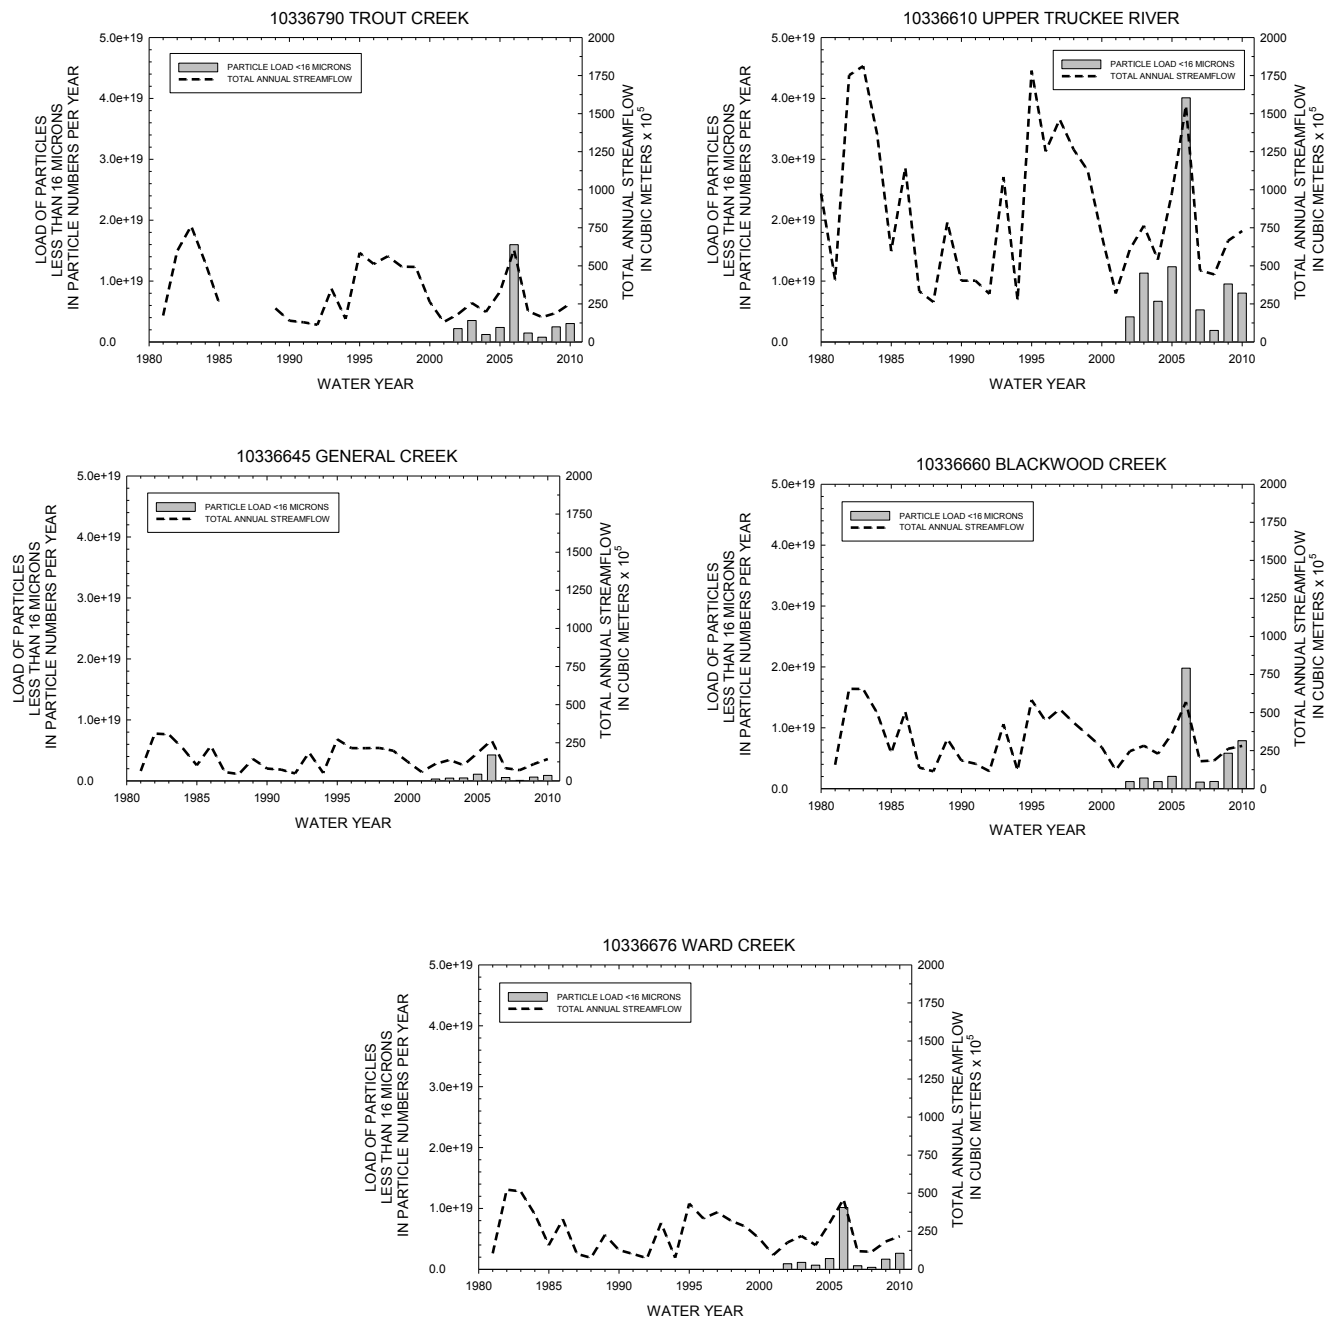 10336790 TROUT CREEK
LOAD OF PARTICLES
LESS THAN 16 MICRONS
IN PARTICLE NUMBERS PER YEAR
5.0e+19
4.0e+19
3.0e+19
2.0e+19
1.0e+19
0.0
PARTICLE LOAD <16 MICRONS
TOTAL ANNUAL STREAMFLOW
2000
1750
1500
1250
1000
750
500
250
0
TOTAL ANNUAL STREAMFLOW
IN CUBIC METERS x 10⁵
1980 1985 1990 1995 2000 2005 2010
WATER YEAR
10336610 UPPER TRUCKEE RIVER
LOAD OF PARTICLES
LESS THAN 16 MICRONS
IN PARTICLE NUMBERS PER YEAR
5.0e+19
4.0e+19
3.0e+19
2.0e+19
1.0e+19
0.0
PARTICLE LOAD <16 MICRONS
TOTAL ANNUAL STREAMFLOW
2000
1750
1500
1250
1000
750
500
250
0
TOTAL ANNUAL STREAMFLOW
IN CUBIC METERS x 10⁵
1980 1985 1990 1995 2000 2005 2010
WATER YEAR
10336645 GENERAL CREEK
LOAD OF PARTICLES
LESS THAN 16 MICRONS
IN PARTICLE NUMBERS PER YEAR
5.0e+19
4.0e+19
3.0e+19
2.0e+19
1.0e+19
0.0
PARTICLE LOAD <16 MICRONS
TOTAL ANNUAL STREAMFLOW
2000
1750
1500
1250
1000
750
500
250
0
TOTAL ANNUAL STREAMFLOW
IN CUBIC METERS x 10⁵
1980 1985 1990 1995 2000 2005 2010
WATER YEAR
10336660 BLACKWOOD CREEK
LOAD OF PARTICLES
LESS THAN 16 MICRONS
IN PARTICLE NUMBERS PER YEAR
5.0e+19
4.0e+19
3.0e+19
2.0e+19
1.0e+19
0.0
PARTICLE LOAD <16 MICRONS
TOTAL ANNUAL STREAMFLOW
2000
1750
1500
1250
1000
750
500
250
0
TOTAL ANNUAL STREAMFLOW
IN CUBIC METERS x 10⁵
1980 1985 1990 1995 2000 2005 2010
WATER YEAR
10336676 WARD CREEK
LOAD OF PARTICLES
LESS THAN 16 MICRONS
IN PARTICLE NUMBERS PER YEAR
5.0e+19
4.0e+19
3.0e+19
2.0e+19
1.0e+19
0.0
PARTICLE LOAD <16 MICRONS
TOTAL ANNUAL STREAMFLOW
2000
1750
1500
1250
1000
750
500
250
0
TOTAL ANNUAL STREAMFLOW
IN CUBIC METERS x 10⁵
1980 1985 1990 1995 2000 2005 2010
WATER YEAR